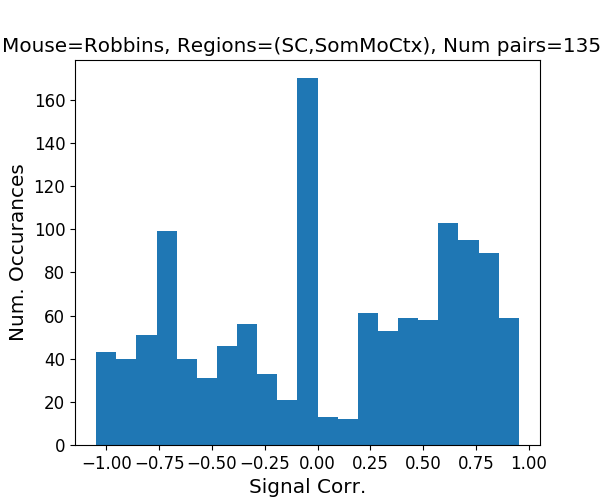 Mouse=Robbins, Regions=(SC,SomMoCtx), Num pairs=135
160
140
120
100
80
60
40
20
0
Num. Occurances
−1.00 −0.75 −0.50 −0.25 0.00 0.25 0.50 0.75 1.00
Signal Corr.